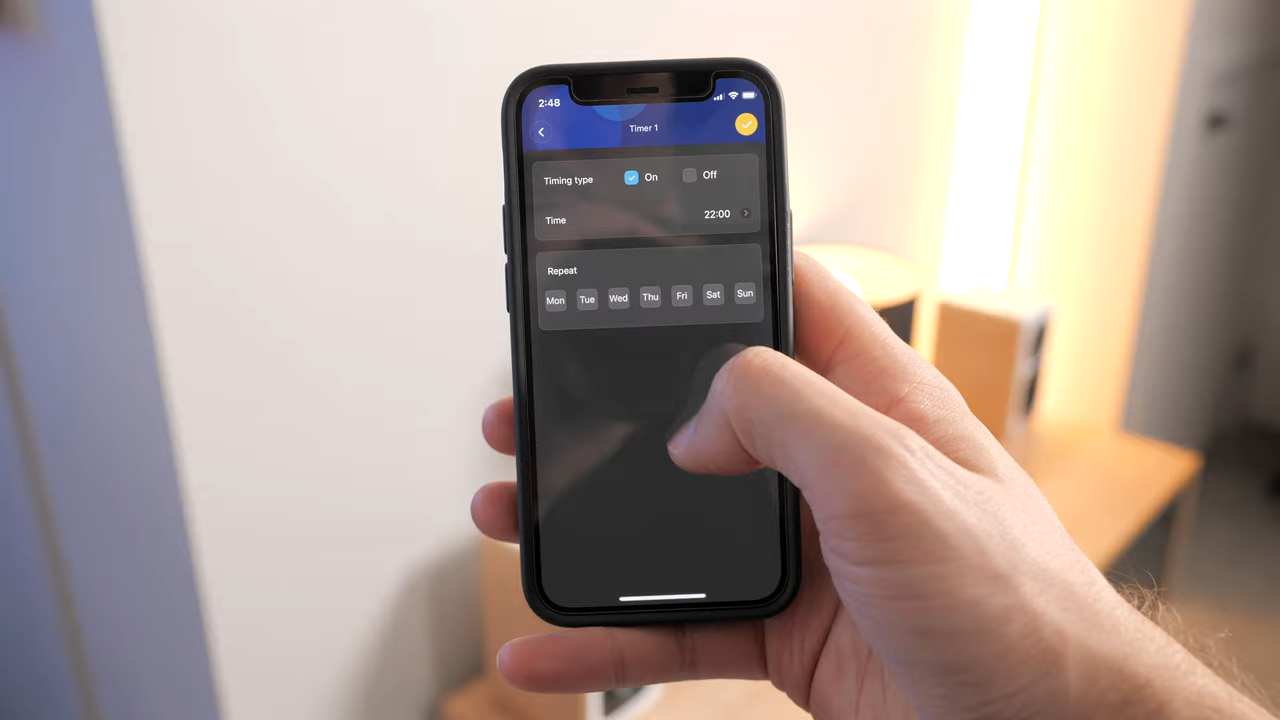 2:48
Timer 1
Timing type On Off
Time 22:00
Repeat
Mon Tue Wed Thu Fri Sat Sun